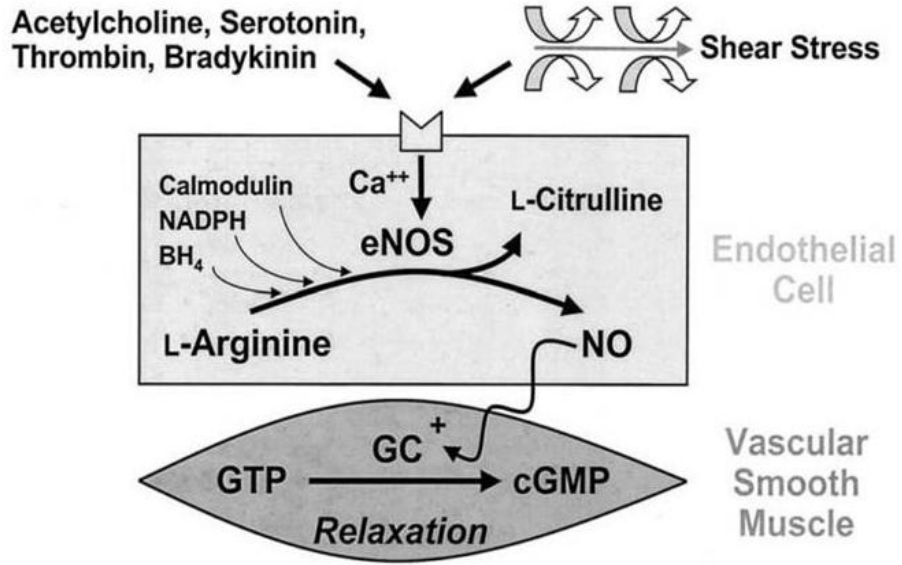 Acetylcholine, Serotonin,
Thrombin, Bradykinin
Shear Stress
Calmodulin
NADPH
BH₄
Ca⁺⁺
eNOS
L-Citrulline
L-Arginine
NO
Endothelial
Cell
GC +
GTP
cGMP
Relaxation
Vascular
Smooth
Muscle